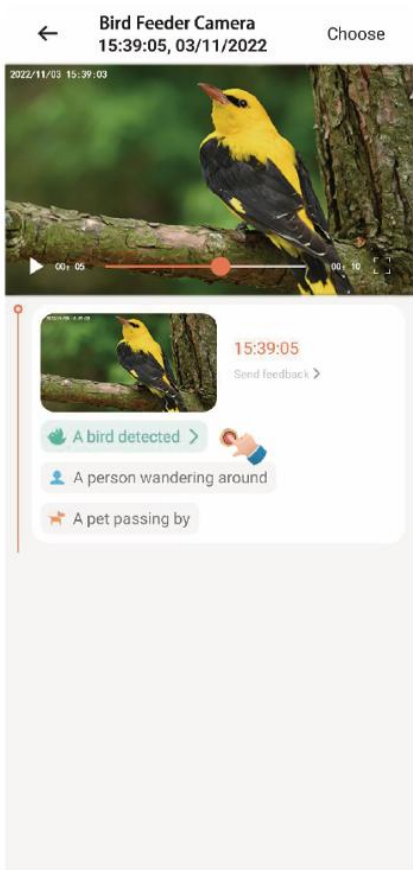 Bird Feeder Camera
15:39:05, 03/11/2022
Choose
2022/11/03 15:39:03
00: 05
00: 10
15:39:05
Send feedback
A bird detected
A person wandering around
A pet passing by